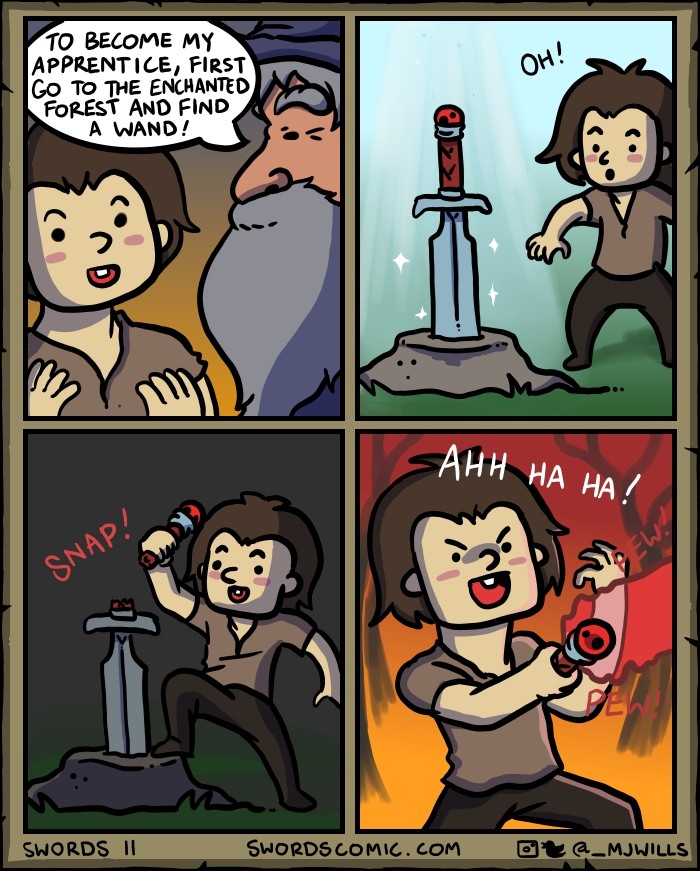 TO BECOME MY
APPRENTICE, FIRST
GO TO THE ENCHANTED
FOREST AND FIND
A WAND!
OH!
SNAP!
AHH HA HA!
PEW!
PEW!
SWORDS 11 SWORDSCOMIC.COM @_MJWILLS